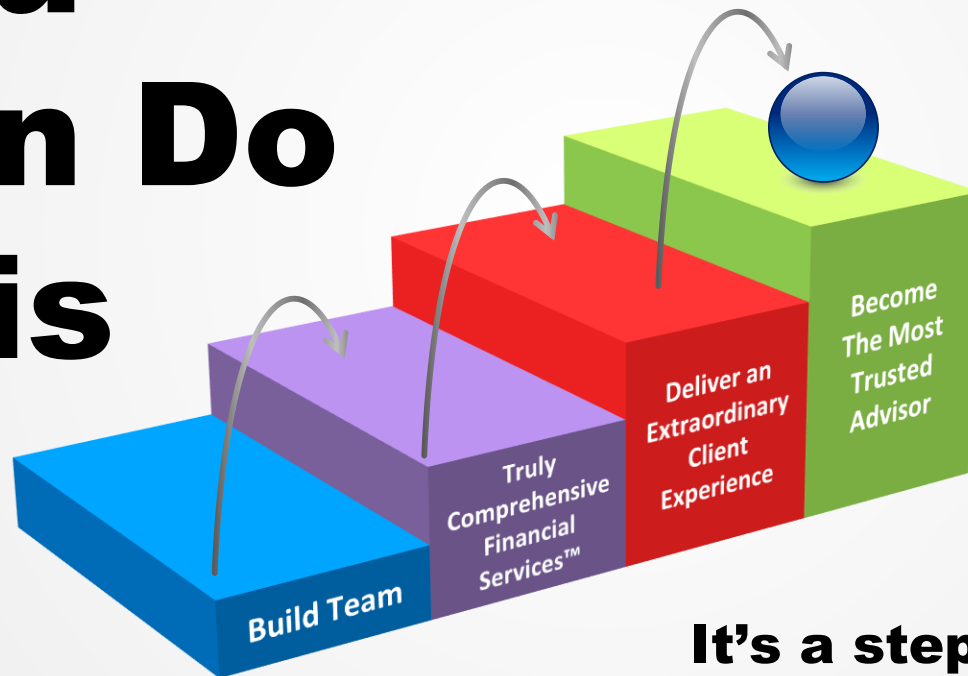 n Do
is
Become
The Most
Trusted
Advisor
Deliver an
Extraordinary
Client
Experience
Truly
Comprehensive
Financial
Services™
Build Team
It's a step